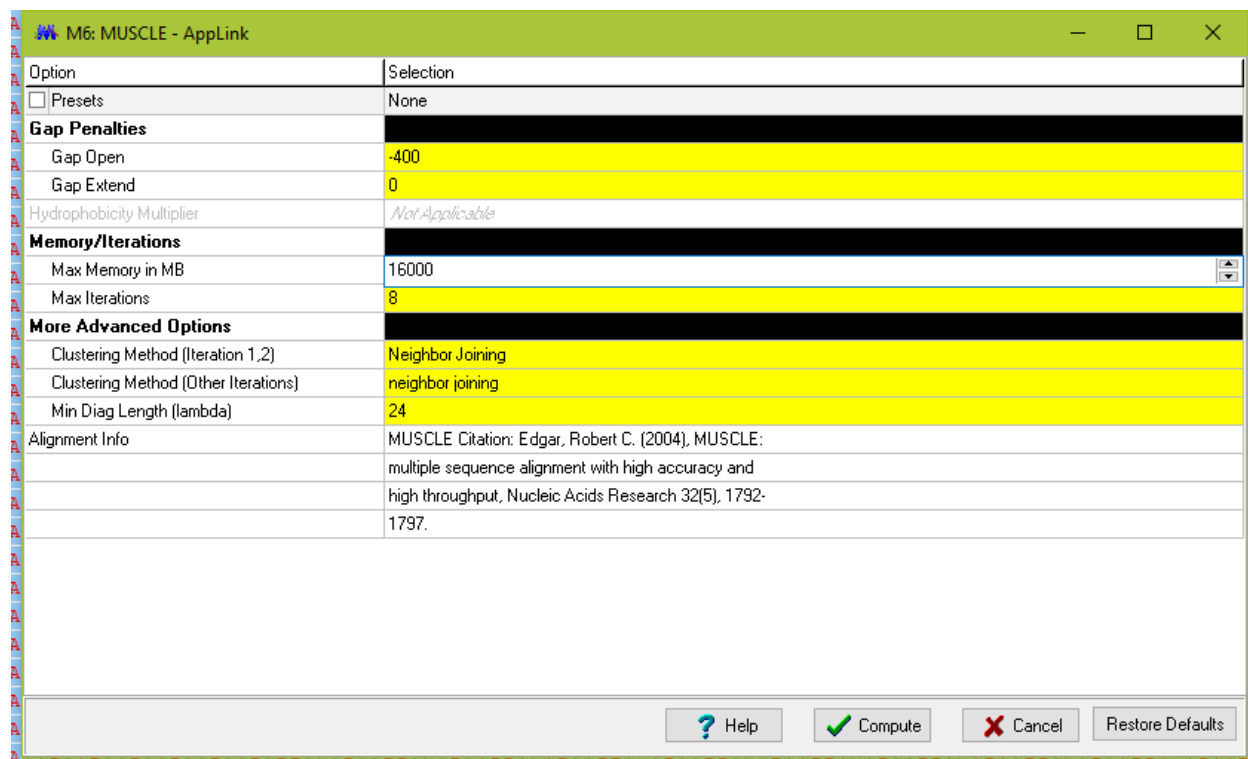 M6: MUSCLE - AppLink
Option Selection
Presets None
Gap Penalties
Gap Open -400
Gap Extend 0
Hydrophobicity Multiplier Not Applicable
Memory/Iterations
Max Memory in MB 16000
Max Iterations 8
More Advanced Options
Clustering Method (Iteration 1,2) Neighbor Joining
Clustering Method (Other Iterations) neighbor joining
Min Diag Length (lambda) 24
Alignment Info MUSCLE Citation: Edgar, Robert C. (2004), MUSCLE:
multiple sequence alignment with high accuracy and
high throughput, Nucleic Acids Research 32(5), 1792-
1797.
? Help Compute Cancel Restore Defaults